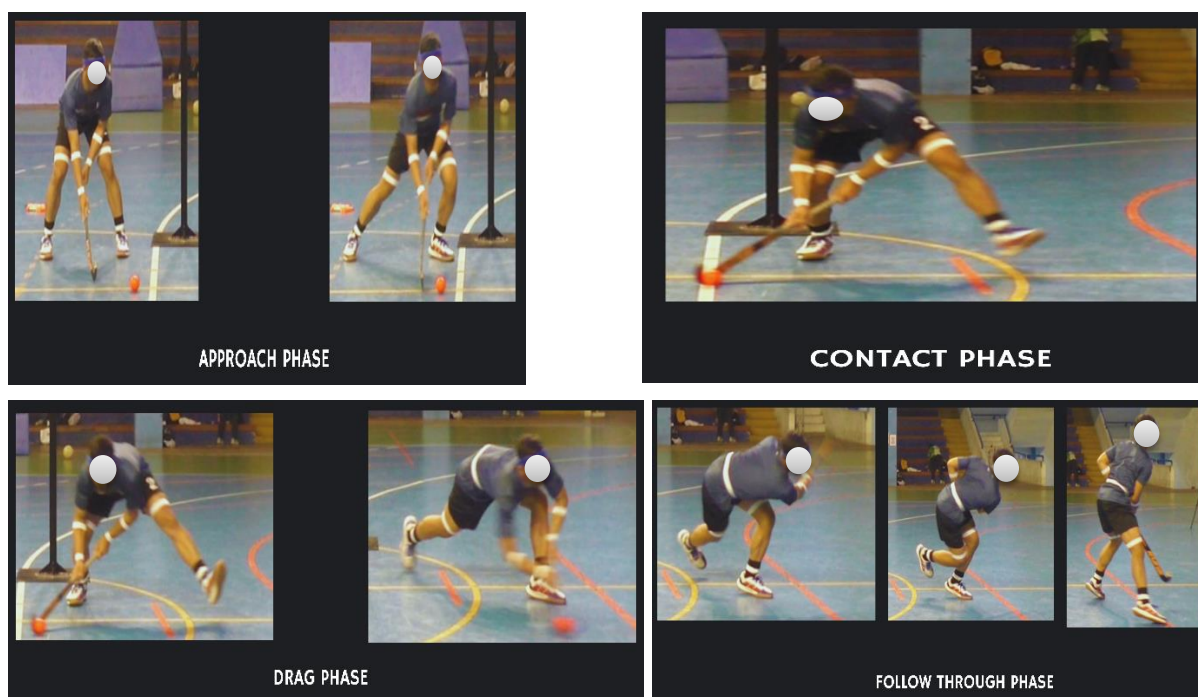 APPROACH PHASE
CONTACT PHASE
DRAG PHASE
FOLLOW THROUGH PHASE